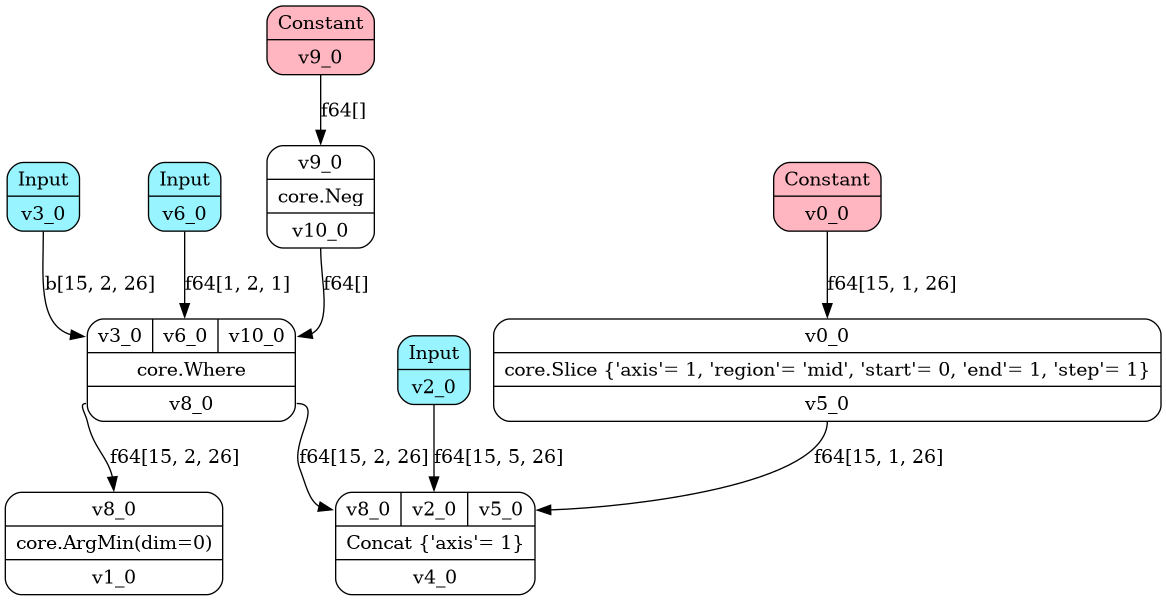 Constant
v9_0
f64[]
v9_0
core.Neg
v10_0
Input
v3_0
Input
v6_0
Constant
v0_0
b[15, 2, 26]
f64[1, 2, 1]
f64[]
f64[15, 1, 26]
v3_0 v6_0 v10_0
core.Where
v8_0
Input
v2_0
v0_0
core.Slice {'axis'= 1, 'region'= 'mid', 'start'= 0, 'end'= 1, 'step'= 1}
v5_0
f64[15, 2, 26]
f64[15, 2, 26]
f64[15, 5, 26]
f64[15, 1, 26]
v8_0
core.ArgMin(dim=0)
v1_0
v8_0 v2_0 v5_0
Concat {'axis'= 1}
v4_0